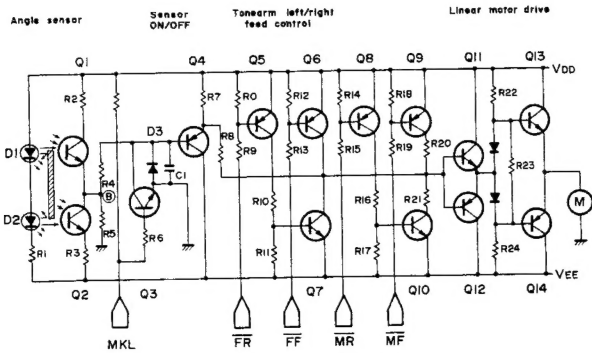 Angle sensor
Sensor ON/OFF
Tonearm left/right feed control
Linear motor drive
Q1
Q4
Q5
Q6
Q8
Q9
Q11
Q13
VDD
R2
R7
R0
R12
R14
R18
R22
D1
D3
R8
R9
R13
R15
R19
R20
R4
C1
R23
B
D2
R5
R10
R16
R21
M
R1
R3
R6
R11
R17
R24
VEE
Q2
Q3
Q7
Q10
Q12
Q14
MKL
FR
FF
MR
MF